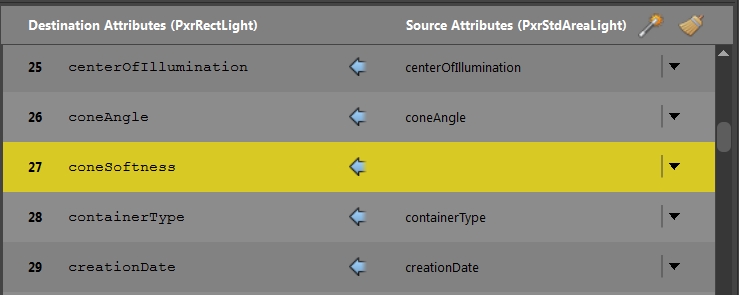 Destination Attributes (PxrRectLight) Source Attributes (PxrStdAreaLight)
25 centerOfIllumination centerOfIllumination
26 coneAngle coneAngle
27 coneSoftness
28 containerType containerType
29 creationDate creationDate